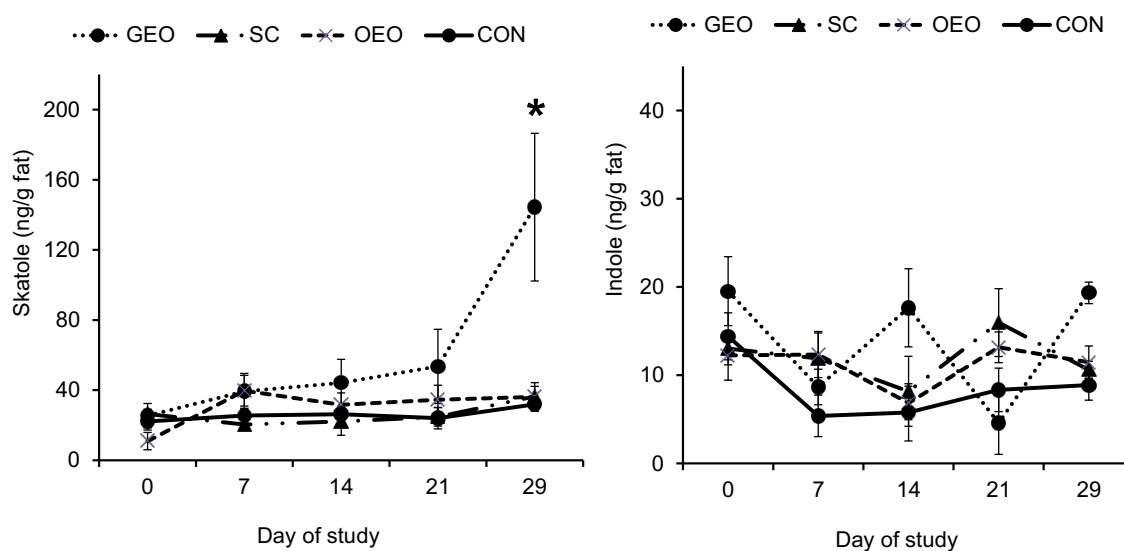 GEO SC OEO CON
*
200
160
120
80
40
0
Skatole (ng/g fat)
0 7 14 21 29
Day of study
GEO SC OEO CON
40
30
20
10
0
Indole (ng/g fat)
0 7 14 21 29
Day of study